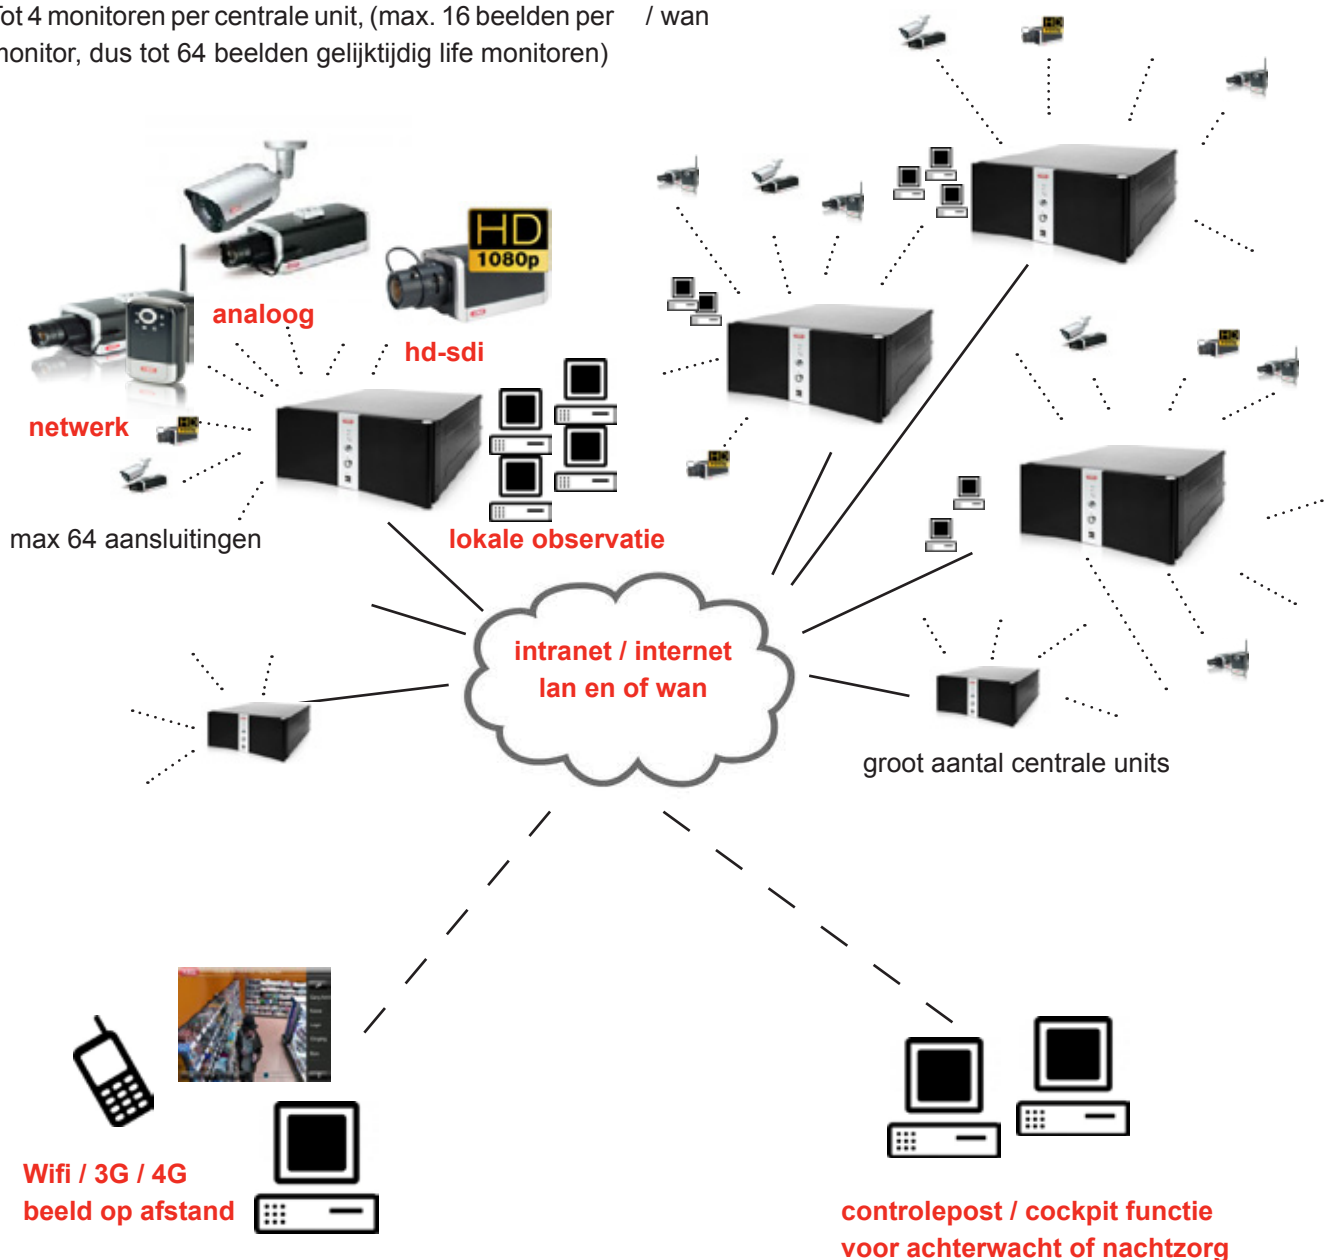 Tot 4 monitoren per centrale unit, (max. 16 beelden per / wan
monitor, dus tot 64 beelden gelijktijdig life monitoren)
HD
1080p
analoog
hd-sdi
netwerk
max 64 aansluitingen
lokale observatie
intranet / internet
lan en of wan
groot aantal centrale units
Wifi / 3G / 4G
beeld op afstand
controlepost / cockpit functie
voor achterwacht of nachtzorg